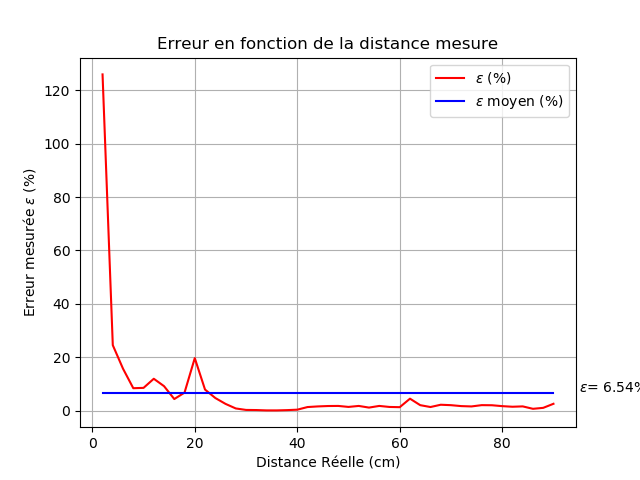 Erreur en fonction de la distance mesure
ε (%)
ε moyen (%)
Erreur mesurée ε (%)
120
100
80
60
40
20
0
ε= 6.54%
0 20 40 60 80
Distance Réelle (cm)